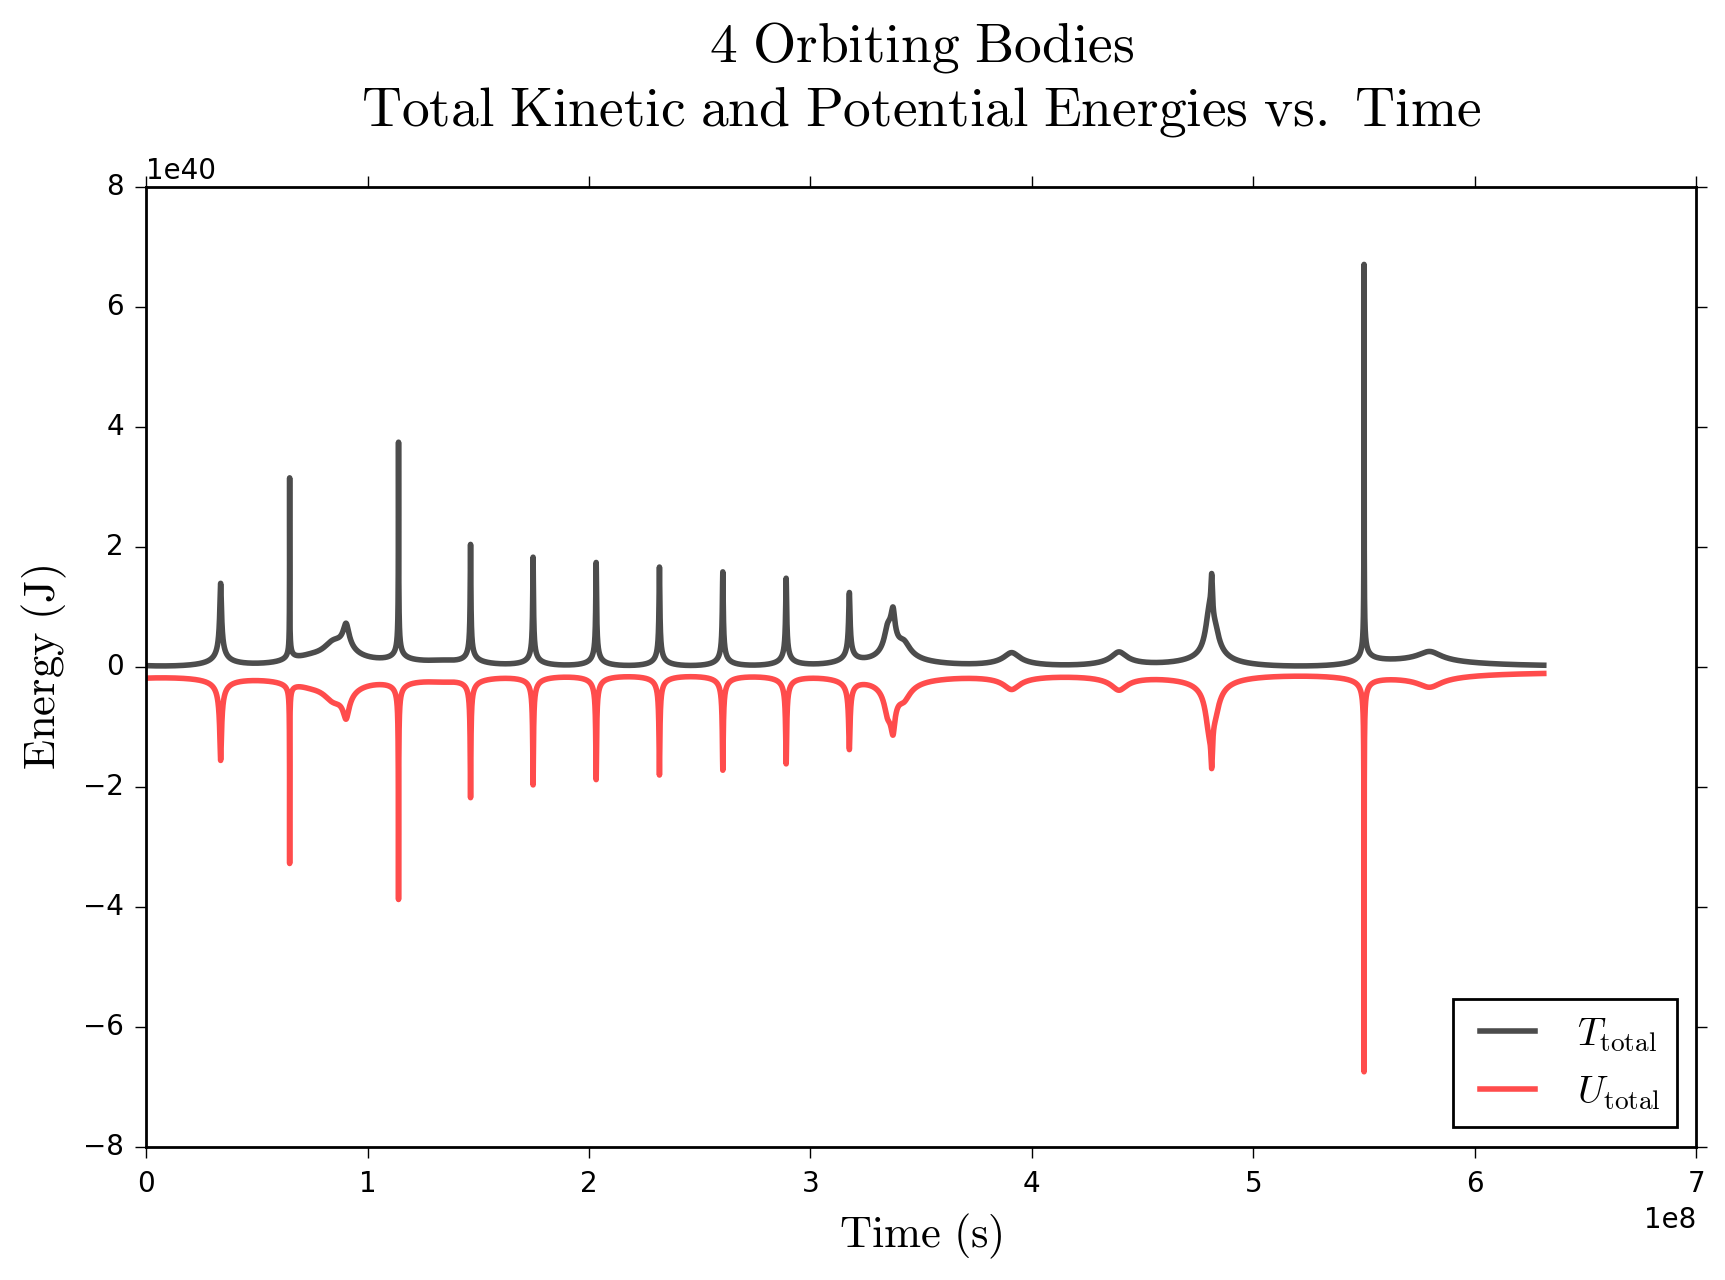 4 Orbiting Bodies
Total Kinetic and Potential Energies vs. Time
1e40
8
6
4
2
0
−2
−4
−6
−8
Energy (J)
T_total
U_total
0 1 2 3 4 5 6 7
1e8
Time (s)